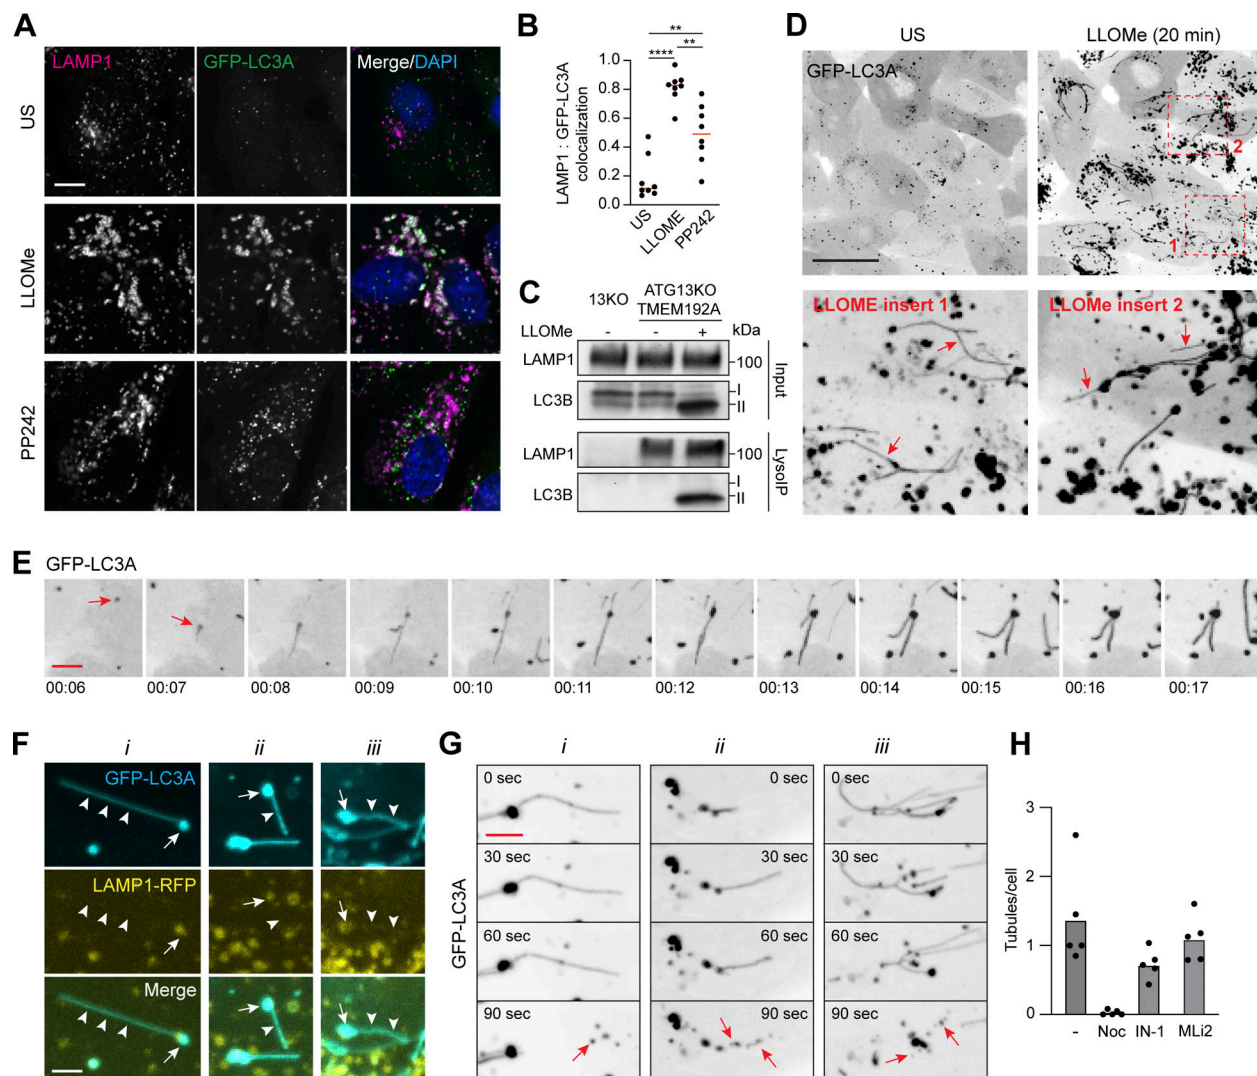 A
LAMP1 GFP-LC3A Merge/DAPI
US
LLOMe
PP242
B
** 
**** **
LAMP1 : GFP-LC3A
colocalization
1.0
0.8
0.6
0.4
0.2
0.0
US LLOME PP242
C
13KO ATG13KO
TMEM192A
LLOMe - - + kDa
LAMP1 -100
LC3B I
II
Input
LAMP1 -100
LC3B I
II
LysoIP
D
US LLOMe (20 min)
GFP-LC3A
2
1
LLOME insert 1 LLOMe insert 2
E
GFP-LC3A
00:06 00:07 00:08 00:09 00:10 00:11 00:12 00:13 00:14 00:15 00:16 00:17
F
i ii iii
GFP-LC3A
LAMP1-RFP
Merge
G
i ii iii
GFP-LC3A
0 sec 0 sec 0 sec
30 sec 30 sec 30 sec
60 sec 60 sec 60 sec
90 sec 90 sec 90 sec
H
Tubules/cell
3
2
1
0
- Noc IN-1 MLi2